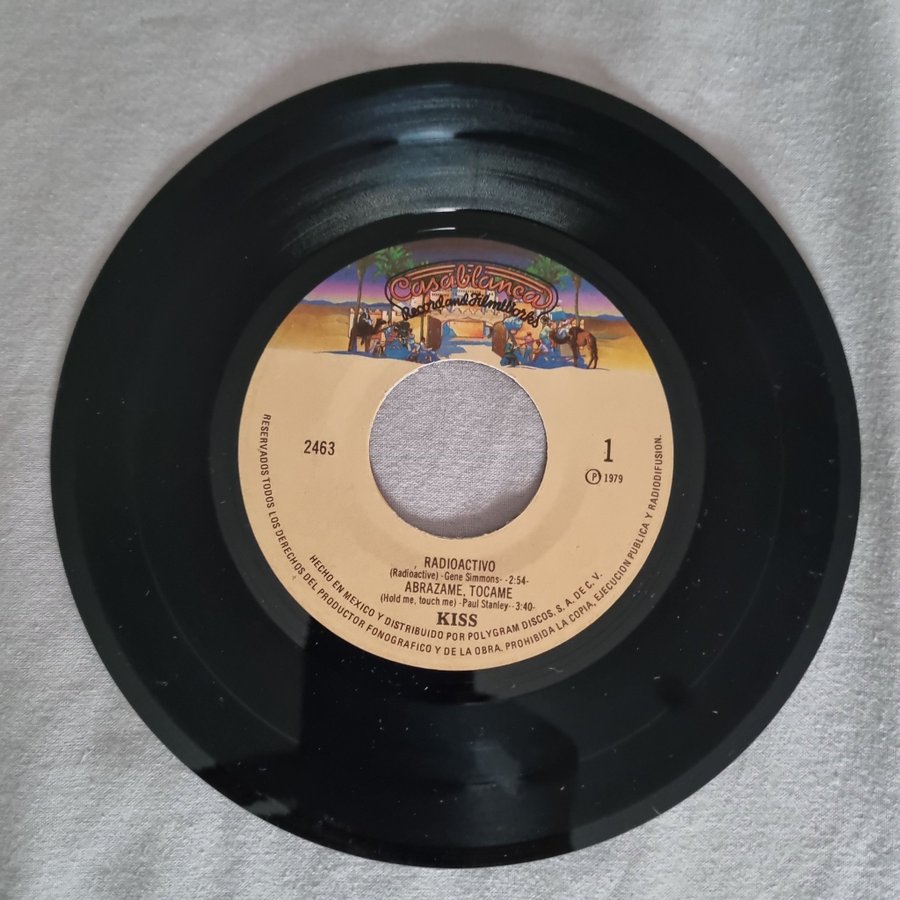 Casablanca
Record and FilmWorks
2463
1
Ⓟ 1979
RADIOACTIVO
(Radioactive) -Gene Simmons- -2:54-
ABRAZAME, TOCAME
(Hold me, touch me) -Paul Stanley--3:40-
KISS
HECHO EN MEXICO Y DISTRIBUIDO POR POLYGRAM DISCOS, S. A. DE C. V.
RESERVADOS TODOS LOS DERECHOS DEL PRODUCTOR FONOGRAFICO Y DE LA OBRA. PROHIBIDA LA COPIA, EJECUCION PUBLICA Y RADIODIFUSION.